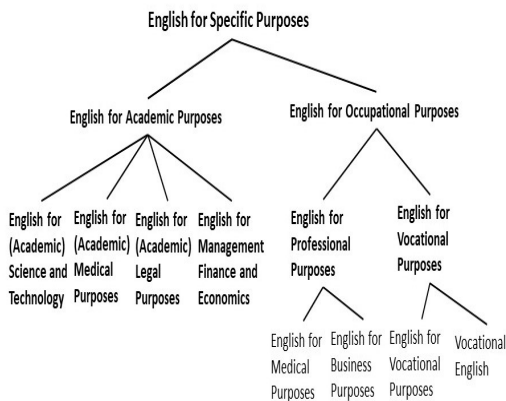 English for Specific Purposes
English for Academic Purposes
English for Occupational Purposes
English for
(Academic)
Science and
Technology
English for
(Academic)
Medical
Purposes
English for
(Academic)
Legal
Purposes
English for
Management
Finance and
Economics
English for
Professional
Purposes
English for
Vocational
Purposes
English for
Medical
Purposes
English for
Business
Purposes
English for
Vocational
Purposes
Vocational
English